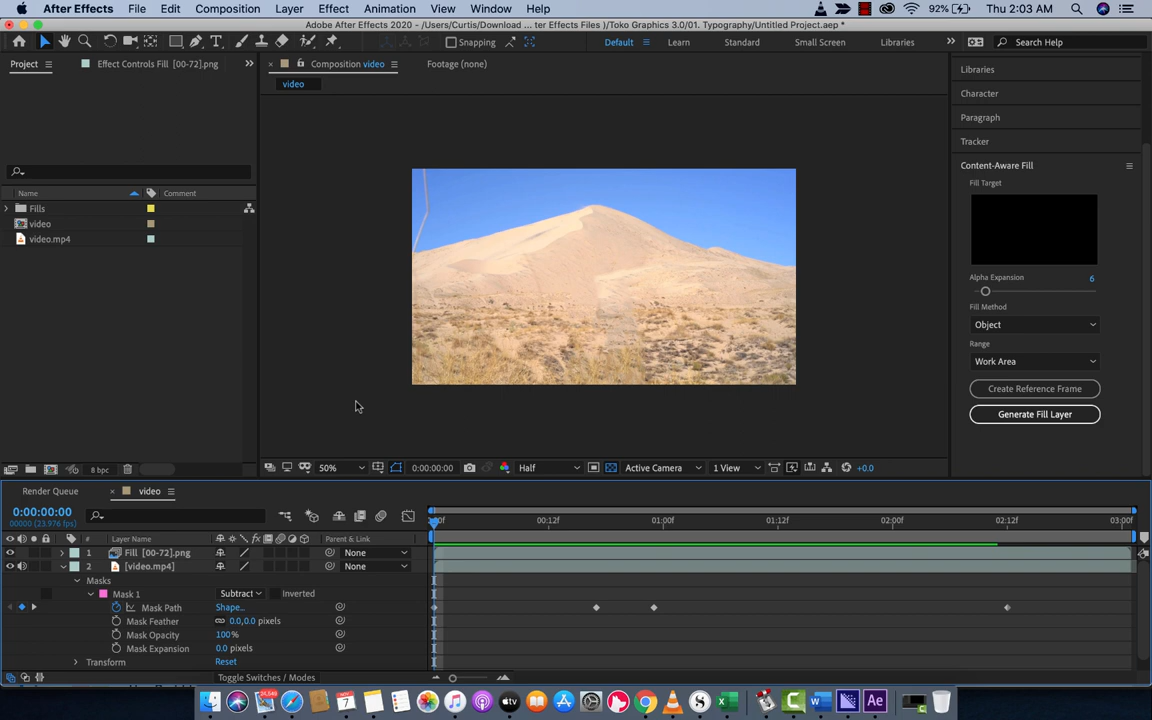 After Effects File Edit Composition Layer Effect Animation View Window Help 92% Thu 2:03 AM
Adobe After Effects 2020 - /Users/Curtis/Download ... ter Effects Files )/Toko Graphics 3.0/01. Typography/Untitled Project.aep *
Snapping Default Learn Standard Small Screen Libraries Search Help
Project Effect Controls Fill [00-72].png Composition video Footage (none)
video
Libraries
Character
Paragraph
Tracker
Content-Aware Fill
Fill Target
Name Comment
Fills
video
video.mp4
Alpha Expansion 6
Fill Method
Object
Range
Work Area
Create Reference Frame
Generate Fill Layer
8 bpc 50% 0:00:00:00 Half Active Camera 1 View +0.0
Render Queue video
0:00:00:00
00000 (23.976 fps)
:00f 00:12f 01:00f 01:12f 02:00f 02:12f 03:00f
# Layer Name Parent & Link
1 Fill [00-72].png None
2 [video.mp4] None
Masks
Mask 1 Subtract Inverted
Mask Path Shape...
Mask Feather 0.0,0.0 pixels
Mask Opacity 100%
Mask Expansion 0.0 pixels
Transform Reset
Toggle Switches / Modes